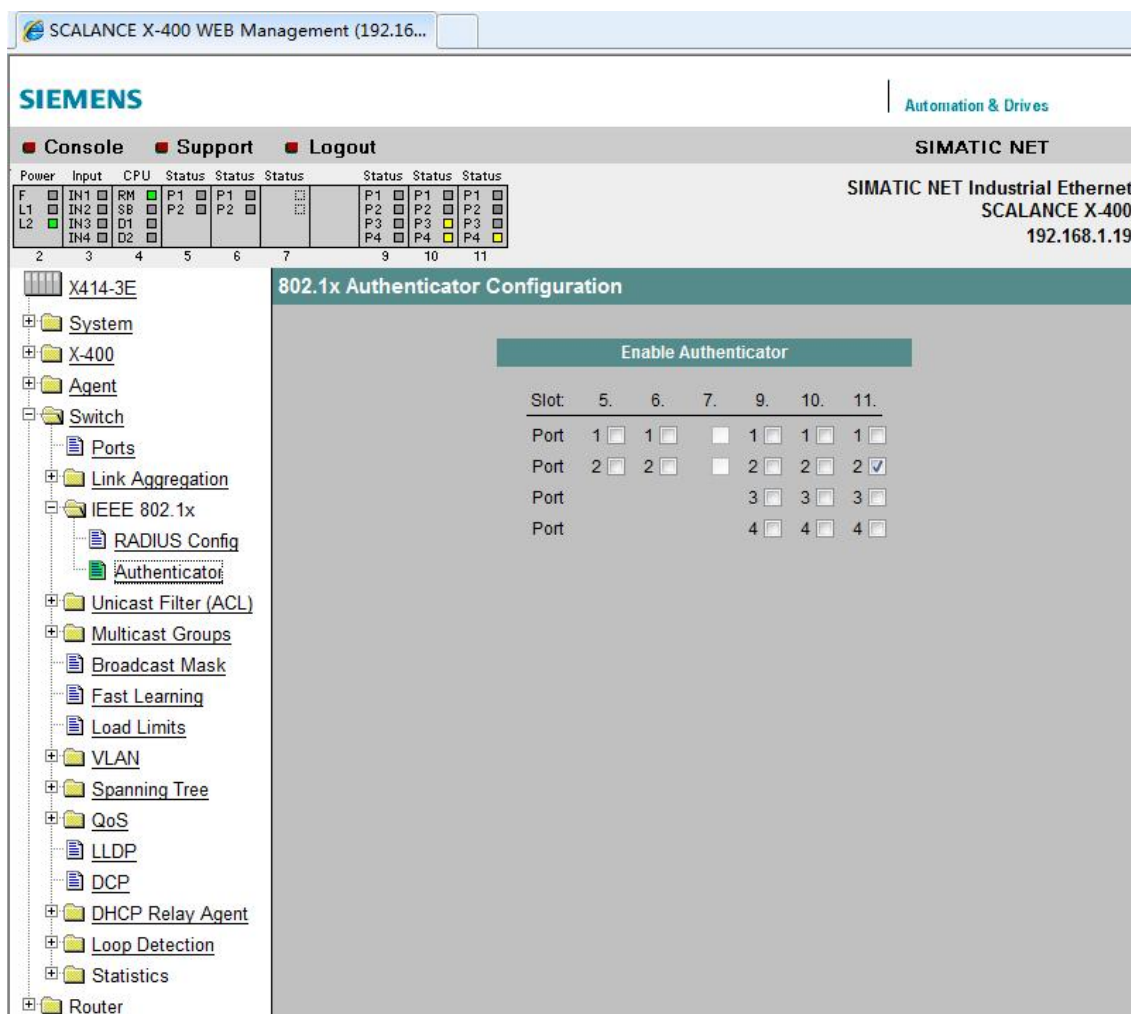 SCALANCE X-400 WEB Management (192.16...
SIEMENS
Automation & Drives
Console Support Logout
SIMATIC NET
Power Input CPU Status Status Status Status Status Status
F IN1 RM P1 P1 P1 P1 P1
L1 IN2 SB P2 P2 P2 P2 P2
L2 IN3 D1 P3 P3 P3
IN4 D2 P4 P4 P4
2 3 4 5 6 7 9 10 11
SIMATIC NET Industrial Ethernet
SCALANCE X-400
192.168.1.19
X414-3E
System
X-400
Agent
Switch
Ports
Link Aggregation
IEEE 802.1x
RADIUS Config
Authenticator
Unicast Filter (ACL)
Multicast Groups
Broadcast Mask
Fast Learning
Load Limits
VLAN
Spanning Tree
QoS
LLDP
DCP
DHCP Relay Agent
Loop Detection
Statistics
Router
802.1x Authenticator Configuration
Enable Authenticator
Slot: 5. 6. 7. 9. 10. 11.
Port 1 1 1 1 1
Port 2 2 2 2 2
Port 3 3 3
Port 4 4 4